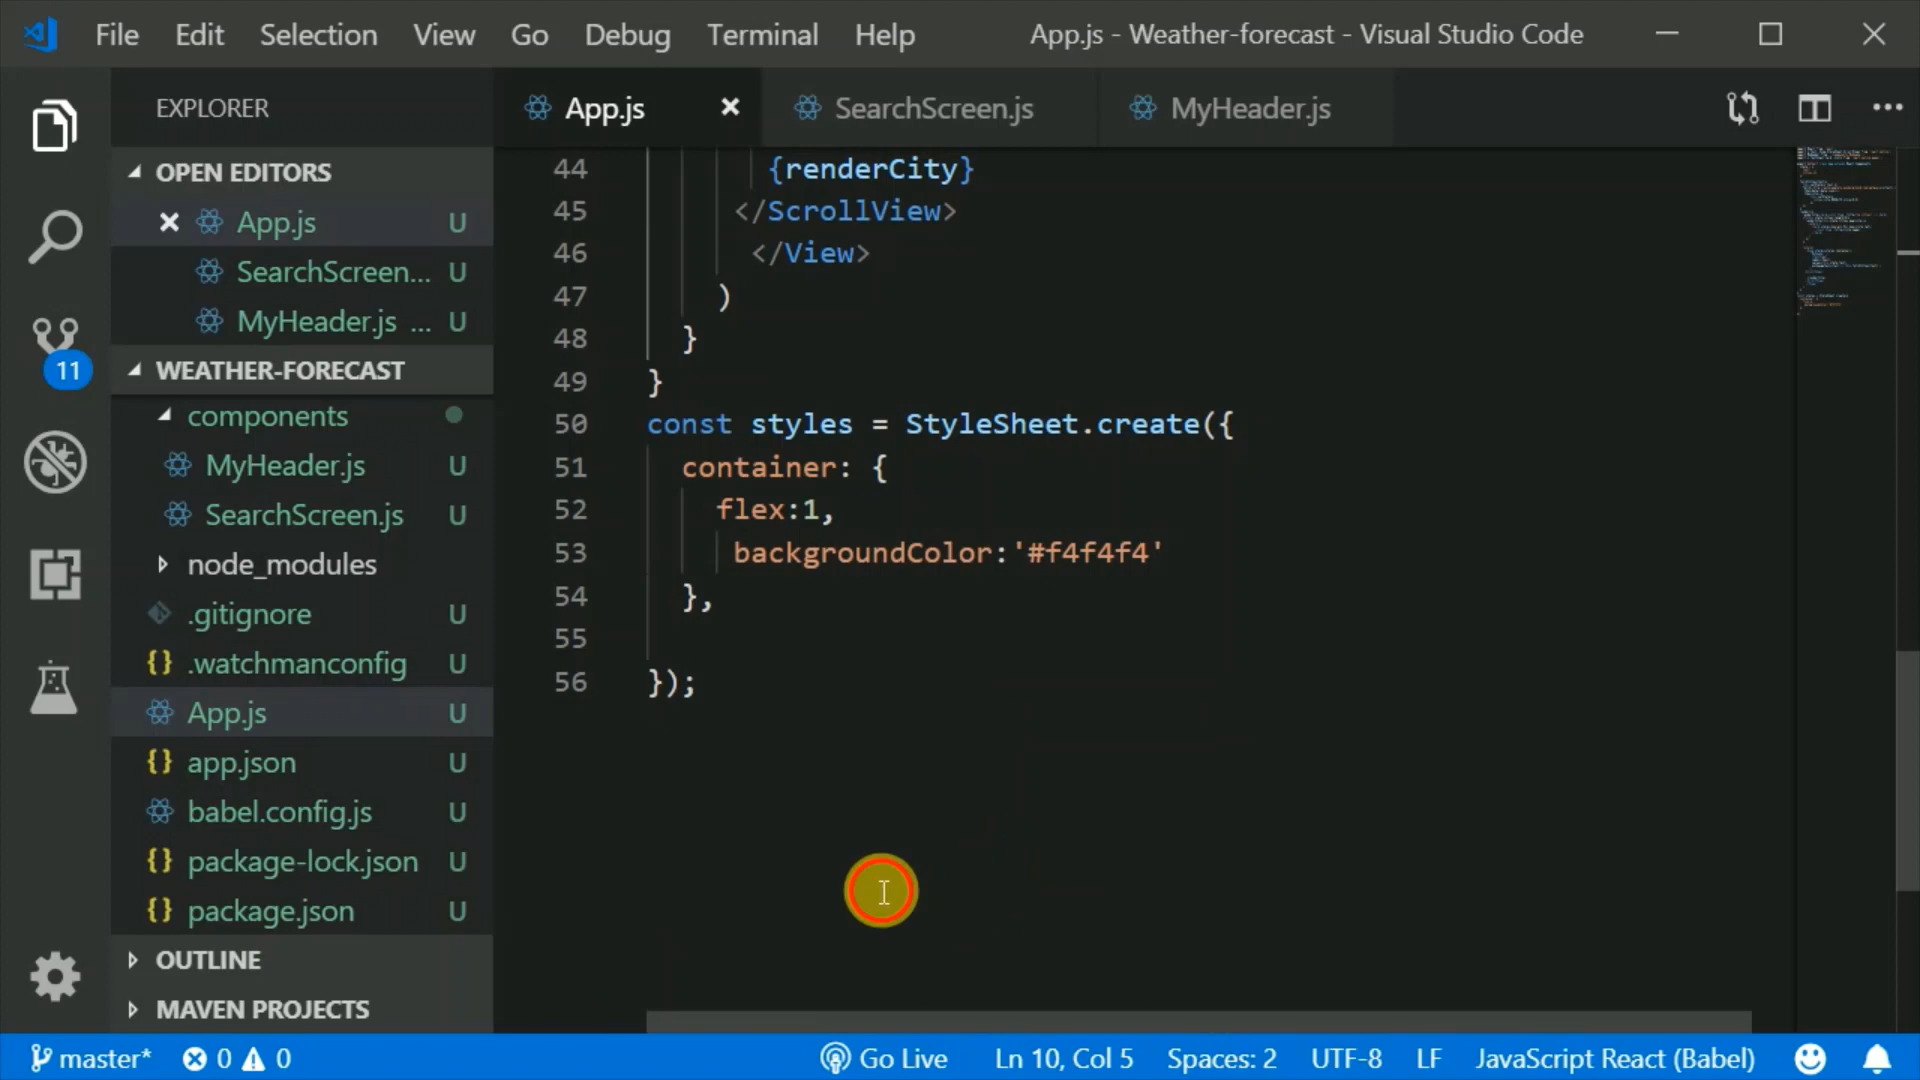 File Edit Selection View Go Debug Terminal Help App.js - Weather-forecast - Visual Studio Code
EXPLORER
App.js
SearchScreen.js
MyHeader.js
OPEN EDITORS
App.js U
SearchScreen... U
MyHeader.js ... U
11
WEATHER-FORECAST
components
MyHeader.js U
SearchScreen.js U
node_modules
.gitignore U
{} .watchmanconfig U
App.js U
{} app.json U
babel.config.js U
{} package-lock.json U
{} package.json U
OUTLINE
MAVEN PROJECTS
44 {renderCity}
45 </ScrollView>
46 </View>
47 )
48 }
49 }
50 const styles = StyleSheet.create({
51 container: {
52 flex:1,
53 backgroundColor:'#f4f4f4'
54 },
55
56 });
master* 0 0 Go Live Ln 10, Col 5 Spaces: 2 UTF-8 LF JavaScript React (Babel)